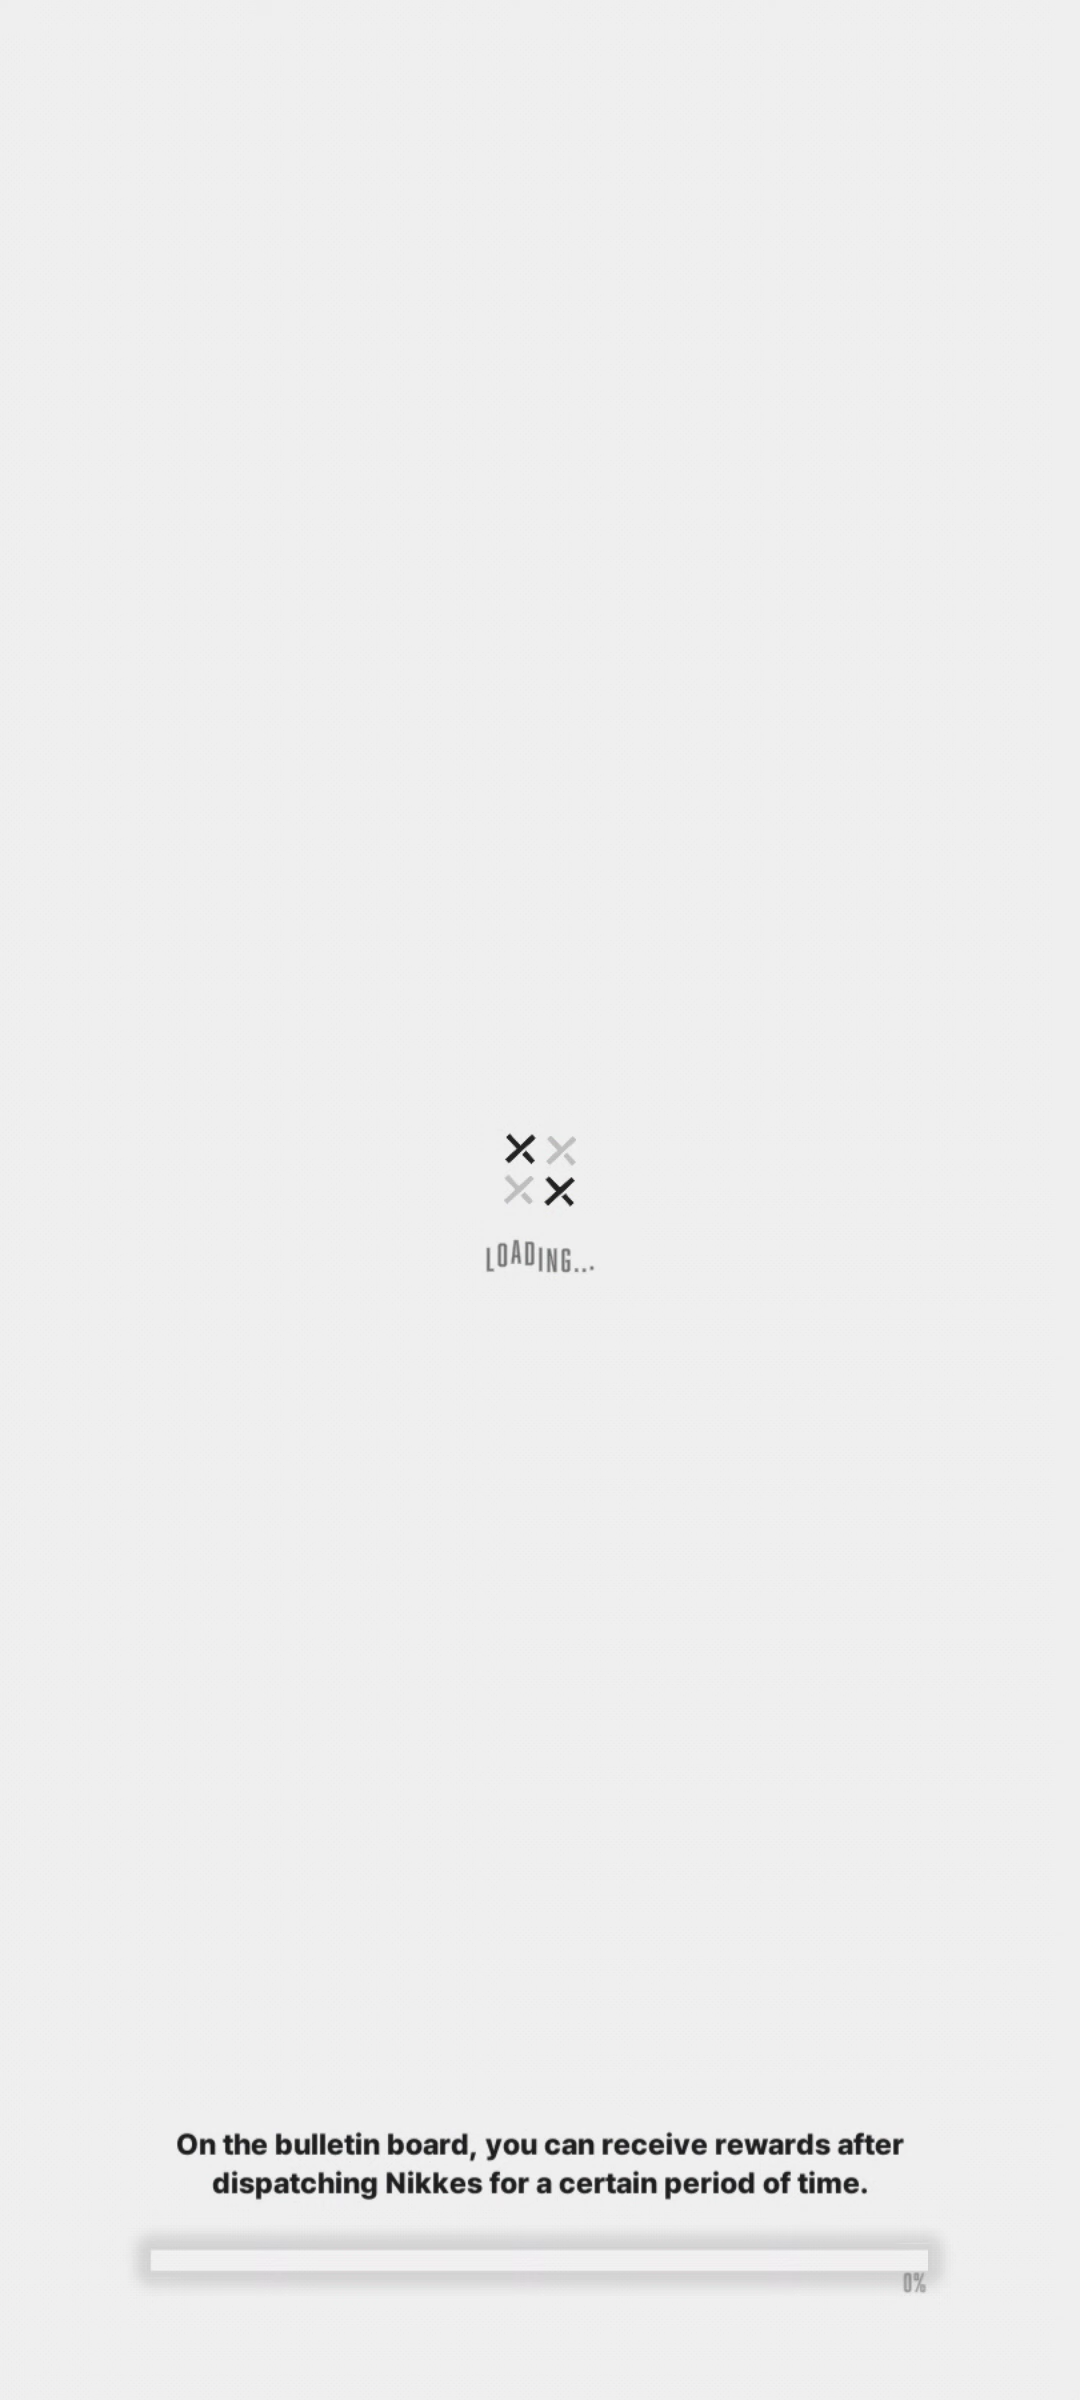 LOADING...
On the bulletin board, you can receive rewards after
dispatching Nikkes for a certain period of time.
0%